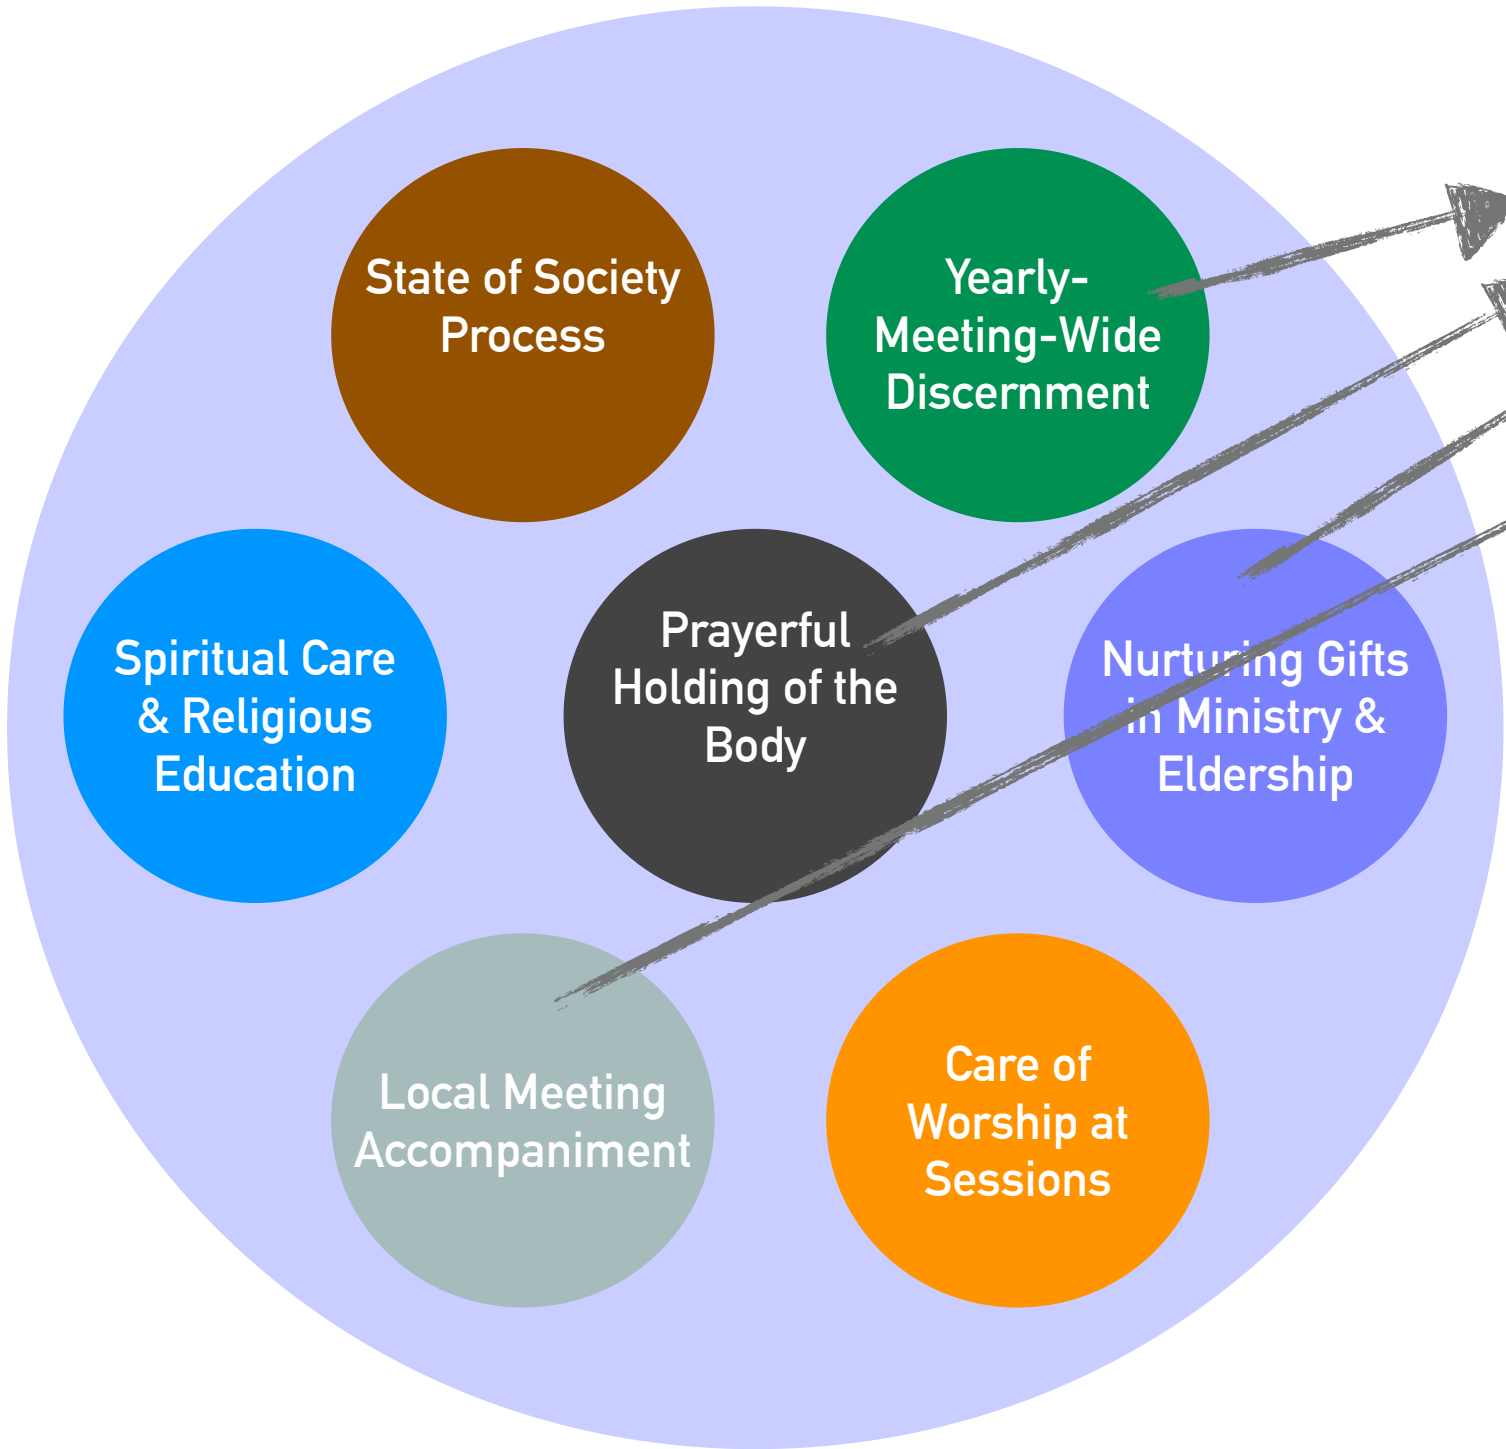 State of Society
Process
Yearly-
Meeting-Wide
Discernment
Spiritual Care
& Religious
Education
Prayerful
Holding of the
Body
Nurturing Gifts
in Ministry &
Eldership
Local Meeting
Accompaniment
Care of
Worship at
Sessions